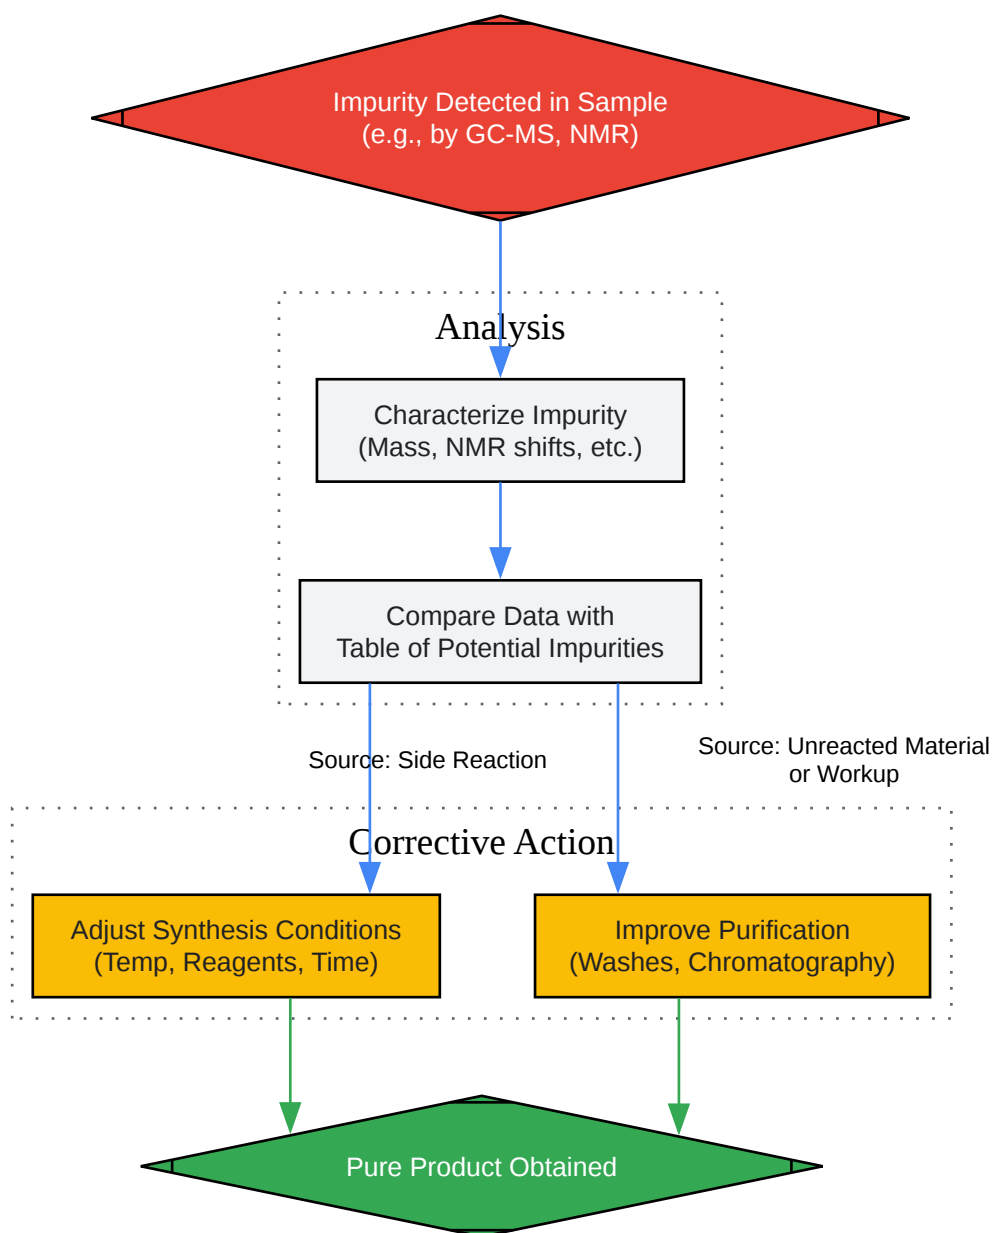 Impurity Detected in Sample
(e.g., by GC-MS, NMR)
Analysis
Characterize Impurity
(Mass, NMR shifts, etc.)
Compare Data with
Table of Potential Impurities
Source: Side Reaction
Source: Unreacted Material
or Workup
Corrective Action
Adjust Synthesis Conditions
(Temp, Reagents, Time)
Improve Purification
(Washes, Chromatography)
Pure Product Obtained